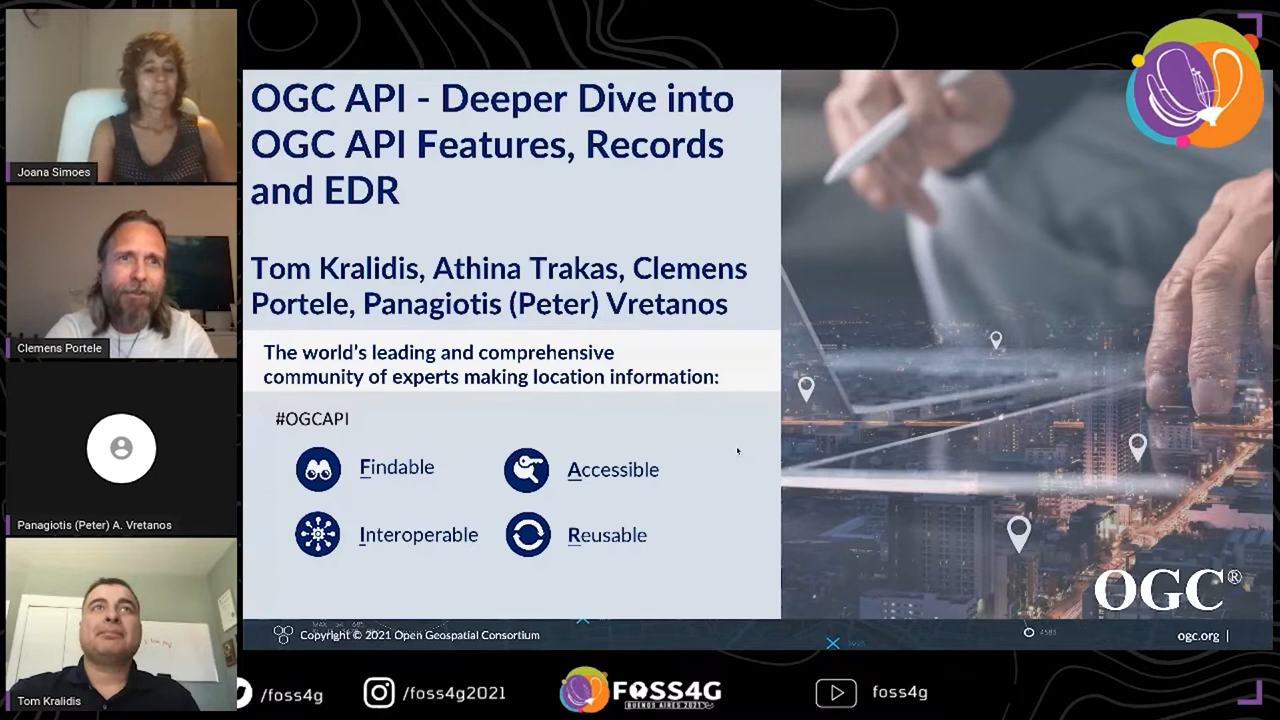 Joana Simoes
Clemens Portele
Panagiotis (Peter) A. Vretanos
Tom Kralidis
OGC API - Deeper Dive into
OGC API Features, Records
and EDR
Tom Kralidis, Athina Trakas, Clemens
Portele, Panagiotis (Peter) Vretanos
The world's leading and comprehensive
community of experts making location information:
#OGCAPI
Findable
Accessible
Interoperable
Reusable
OGC®
Copyright © 2021 Open Geospatial Consortium
4583
ogc.org |
/foss4g
/foss4g2021
FOSS4G
BUENOS AIRES 2021
foss4g